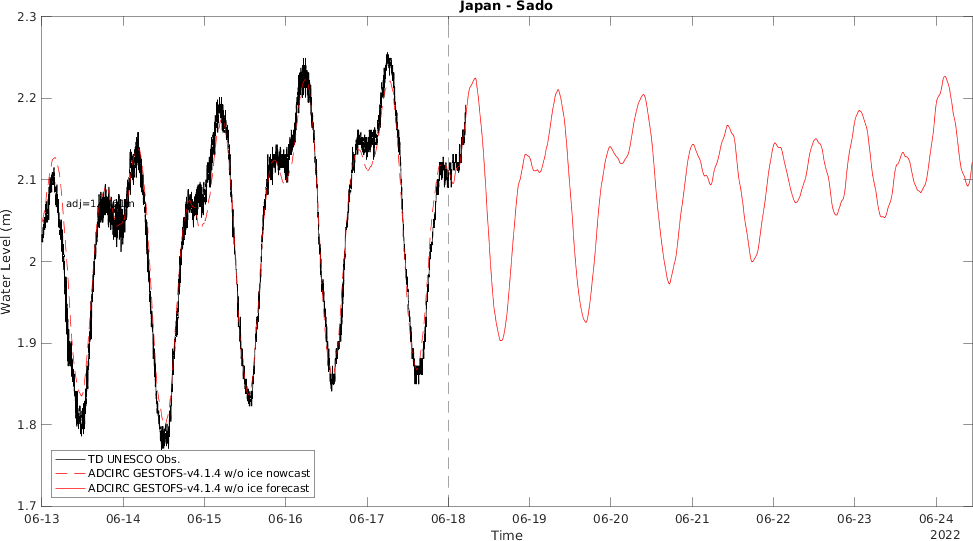 Japan - Sado
2.3
2.2
2.1
2
1.9
1.8
1.7
Water Level (m)
TD UNESCO Obs.
ADCIRC GESTOFS-v4.1.4 w/o ice nowcast
ADCIRC GESTOFS-v4.1.4 w/o ice forecast
06-13 06-14 06-15 06-16 06-17 06-18 06-19 06-20 06-21 06-22 06-23 06-24
Time
2022